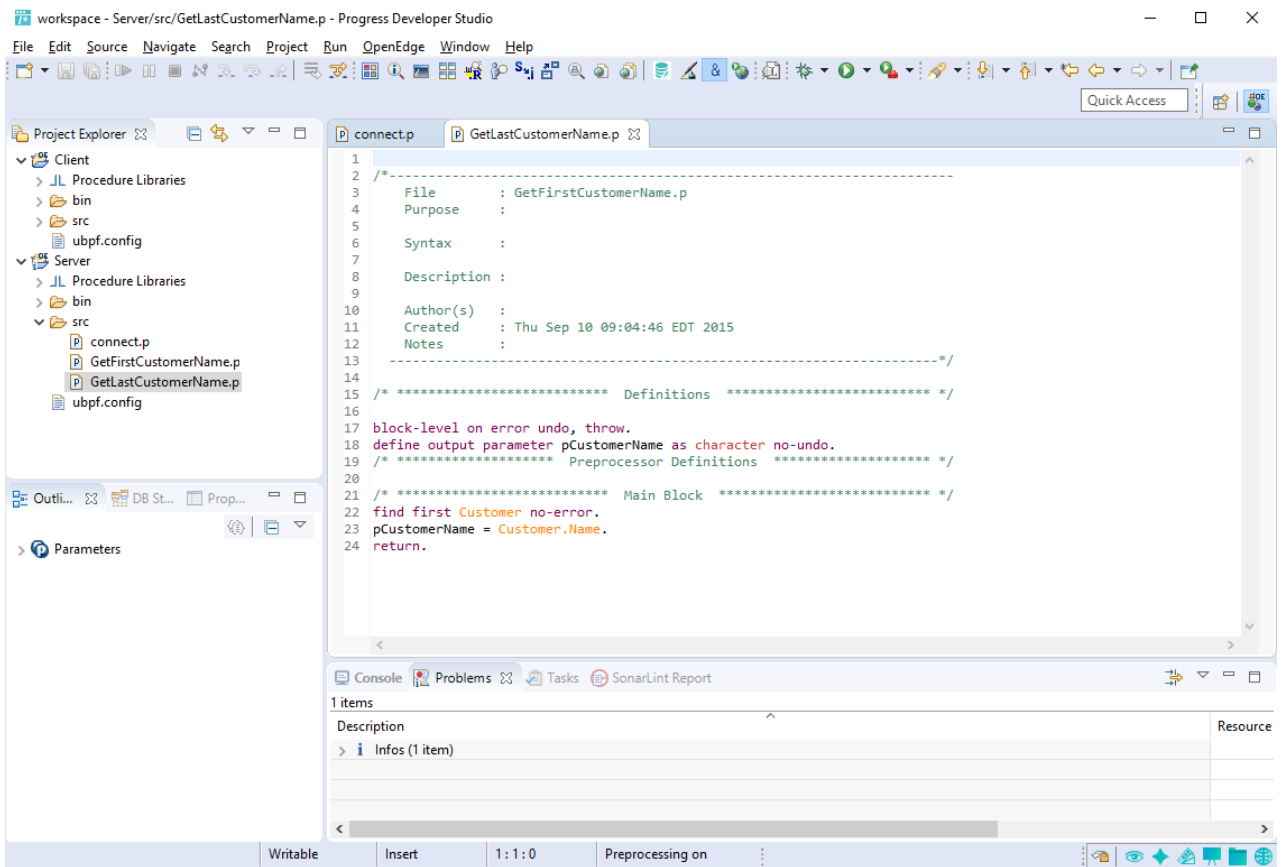 workspace - Server/src/GetLastCustomerName.p - Progress Developer Studio
File Edit Source Navigate Search Project Run OpenEdge Window Help
Quick Access
Project Explorer
Client
Procedure Libraries
bin
src
ubpf.config
Server
Procedure Libraries
bin
src
connect.p
GetFirstCustomerName.p
GetLastCustomerName.p
ubpf.config
Outli... DB St... Prop...
Parameters
connect.p GetLastCustomerName.p
1
2 /*------------------------------------------------------------------------
3 File : GetFirstCustomerName.p
4 Purpose :
5
6 Syntax :
7
8 Description :
9
10 Author(s) :
11 Created : Thu Sep 10 09:04:46 EDT 2015
12 Notes :
13 ----------------------------------------------------------------------*/
14
15 /* *************************** Definitions ************************** */
16
17 block-level on error undo, throw.
18 define output parameter pCustomerName as character no-undo.
19 /* ******************** Preprocessor Definitions ******************** */
20
21 /* *************************** Main Block *************************** */
22 find first Customer no-error.
23 pCustomerName = Customer.Name.
24 return.
Console Problems Tasks SonarLint Report
1 items
Description Resource
Infos (1 item)
Writable Insert 1 : 1 : 0 Preprocessing on